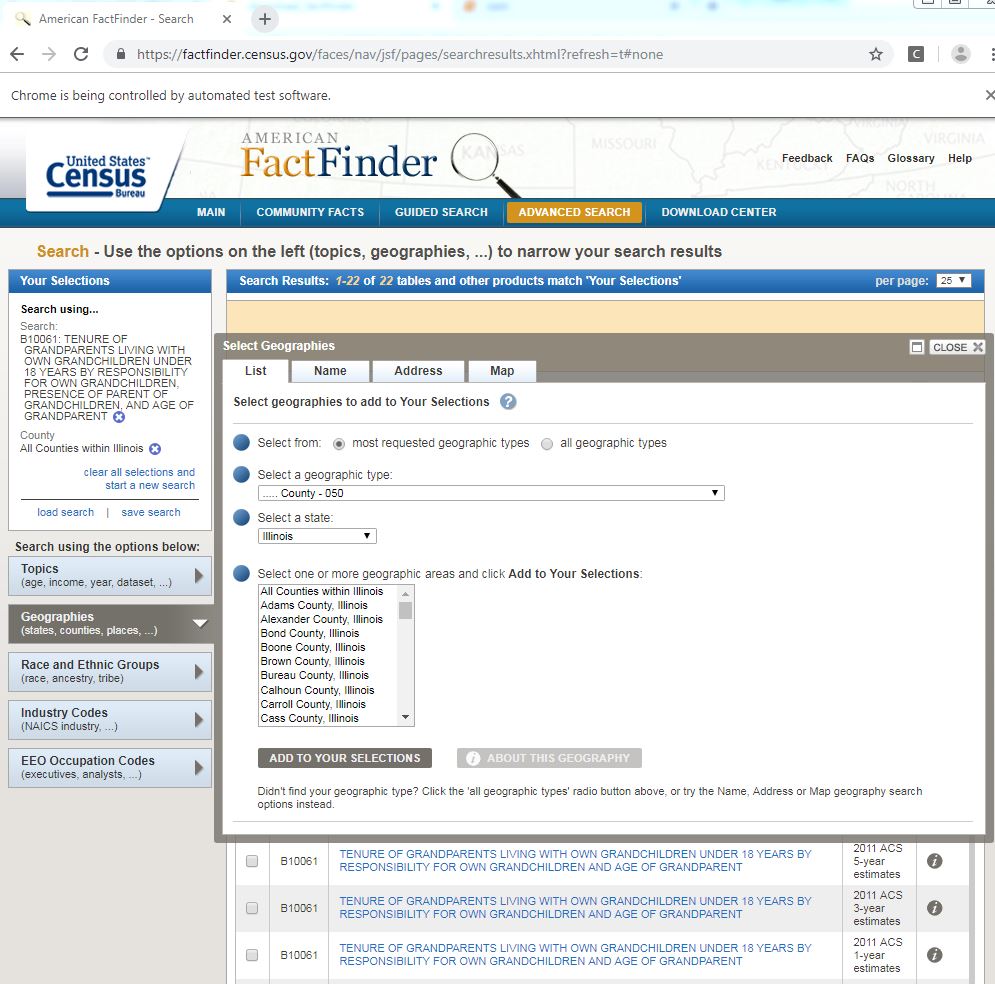 American FactFinder - Search
https://factfinder.census.gov/faces/nav/jsf/pages/searchresults.xhtml?refresh=t#none
C
Chrome is being controlled by automated test software.
United States™
Census
Bureau
AMERICAN
FactFinder
KANSAS
MISSOURI
KENTUCKY
VIRGINIA
VIRGINIA
NORTH
CAROLINA
Feedback FAQs Glossary Help
MAIN COMMUNITY FACTS GUIDED SEARCH ADVANCED SEARCH DOWNLOAD CENTER
Search - Use the options on the left (topics, geographies, ...) to narrow your search results
Your Selections
Search using...
Search:
B10061: TENURE OF
GRANDPARENTS LIVING WITH
OWN GRANDCHILDREN UNDER
18 YEARS BY RESPONSIBILITY
FOR OWN GRANDCHILDREN,
PRESENCE OF PARENT OF
GRANDCHILDREN, AND AGE OF
GRANDPARENT
County
All Counties within Illinois
clear all selections and
start a new search
load search | save search
Search using the options below:
Topics
(age, income, year, dataset, ...)
Geographies
(states, counties, places, ...)
Race and Ethnic Groups
(race, ancestry, tribe)
Industry Codes
(NAICS industry, ...)
EEO Occupation Codes
(executives, analysts, ...)
Search Results: 1-22 of 22 tables and other products match 'Your Selections' per page: 25
Select Geographies CLOSE
List Name Address Map
Select geographies to add to Your Selections ?
Select from: most requested geographic types all geographic types
Select a geographic type:
..... County - 050
Select a state:
Illinois
Select one or more geographic areas and click Add to Your Selections:
All Counties within Illinois
Adams County, Illinois
Alexander County, Illinois
Bond County, Illinois
Boone County, Illinois
Brown County, Illinois
Bureau County, Illinois
Calhoun County, Illinois
Carroll County, Illinois
Cass County, Illinois
ADD TO YOUR SELECTIONS i ABOUT THIS GEOGRAPHY
Didn't find your geographic type? Click the 'all geographic types' radio button above, or try the Name, Address or Map geography search
options instead.
B10061 TENURE OF GRANDPARENTS LIVING WITH OWN GRANDCHILDREN UNDER 18 YEARS BY
RESPONSIBILITY FOR OWN GRANDCHILDREN AND AGE OF GRANDPARENT
2011 ACS
5-year
estimates
i
B10061 TENURE OF GRANDPARENTS LIVING WITH OWN GRANDCHILDREN UNDER 18 YEARS BY
RESPONSIBILITY FOR OWN GRANDCHILDREN AND AGE OF GRANDPARENT
2011 ACS
3-year
estimates
i
B10061 TENURE OF GRANDPARENTS LIVING WITH OWN GRANDCHILDREN UNDER 18 YEARS BY
RESPONSIBILITY FOR OWN GRANDCHILDREN AND AGE OF GRANDPARENT
2011 ACS
1-year
estimates
i